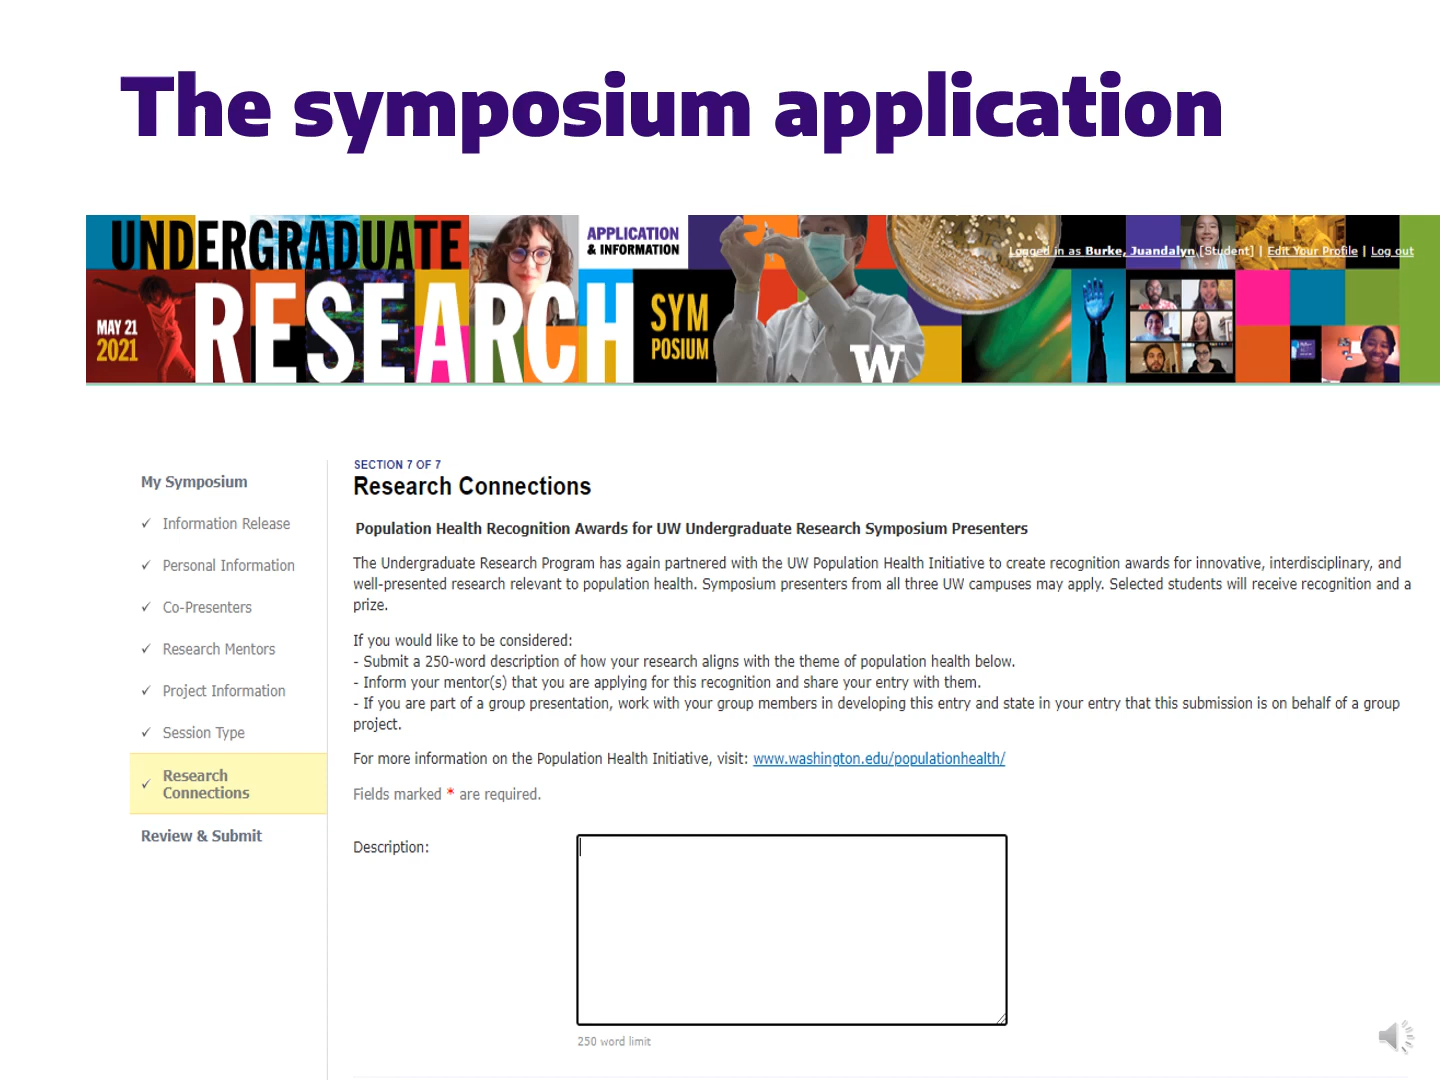 The symposium application
UNDERGRADUATE
RESEARCH
SYM
POSIUM
MAY 21
2021
APPLICATION
& INFORMATION
W
Logged in as Burke, Juandalyn [Student] | Edit Your Profile | Log out
My Symposium
✓ Information Release
✓ Personal Information
✓ Co-Presenters
✓ Research Mentors
✓ Project Information
✓ Session Type
✓ Research
Connections
Review & Submit
SECTION 7 OF 7
Research Connections
Population Health Recognition Awards for UW Undergraduate Research Symposium Presenters
The Undergraduate Research Program has again partnered with the UW Population Health Initiative to create recognition awards for innovative, interdisciplinary, and
well-presented research relevant to population health. Symposium presenters from all three UW campuses may apply. Selected students will receive recognition and a
prize.
If you would like to be considered:
- Submit a 250-word description of how your research aligns with the theme of population health below.
- Inform your mentor(s) that you are applying for this recognition and share your entry with them.
- If you are part of a group presentation, work with your group members in developing this entry and state in your entry that this submission is on behalf of a group
project.
For more information on the Population Health Initiative, visit: www.washington.edu/populationhealth/
Fields marked * are required.
Description:
250 word limit